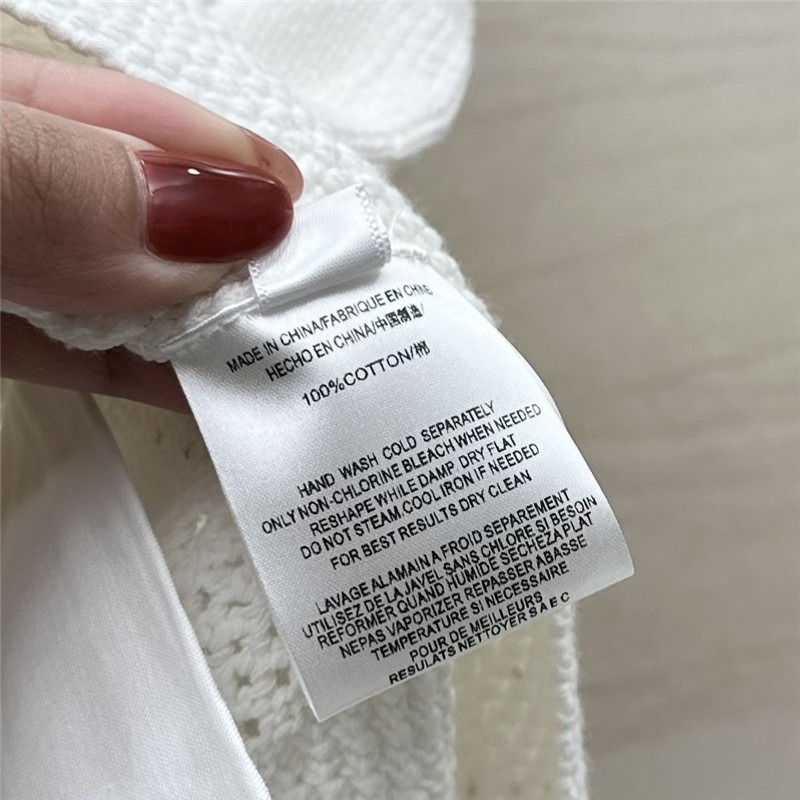 MADE IN CHINA/FABRIQUE EN CHINE
HECHO EN CHINA/中国制造/
100%COTTON/棉
HAND WASH COLD SEPARATELY
ONLY NON-CHLORINE BLEACH WHEN NEEDED
RESHAPE WHILE DAMP DRY FLAT
DO NOT STEAM.COOL IRON IF NEEDED
FOR BEST RESULTS DRY CLEAN
LAVAGE ALAMAIN A FROID SEPAREMENT
UTILISEZ DE LA JAVEL SANS CHLORE SI BESOIN
REFORMER QUAND HUMIDE SECHEZA PLAT
NEPAS VAPORIZER REPASSER ABASSE
TEMPERATURE SI NECESSAIRE
POUR DE MEILLEURS
RESULATS NETTOYER S A E C